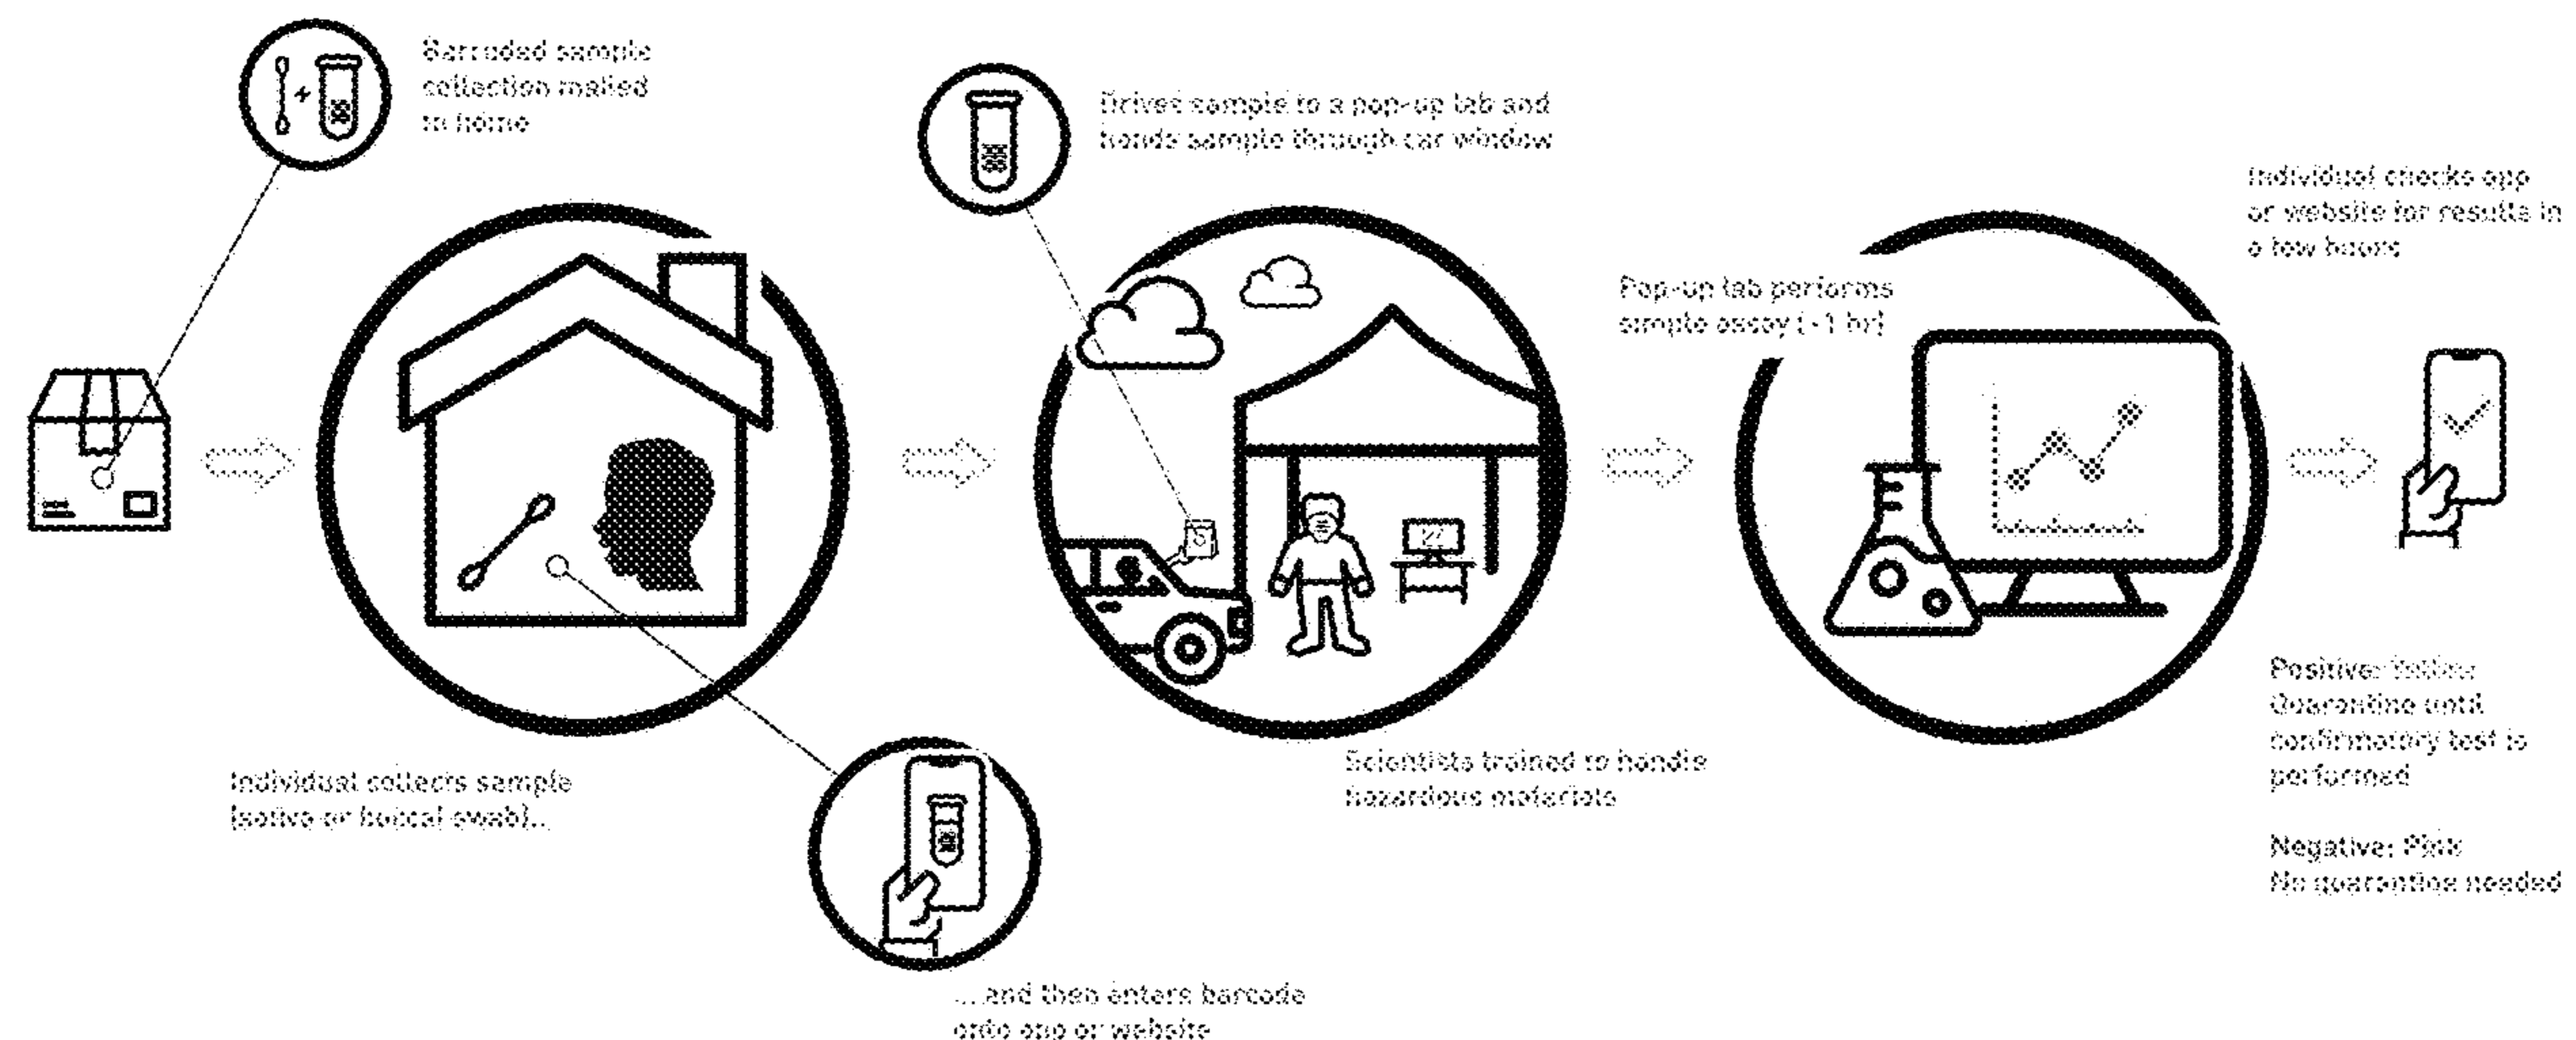 Barcoded sample
collection mailed
to home
Drives sample to a pop-up lab and
hands sample through car window
Individual checks app
or website for results in
a few hours
Pop-up lab performs
simple assay (~1 hr)
Individual collects sample
(saliva or buccal swab)...
Scientists trained to handle
hazardous materials
Positive: Yellow
Quarantine until
confirmatory test is
performed
Negative: Pink
No quarantine needed
...and then enters barcode
onto app or website